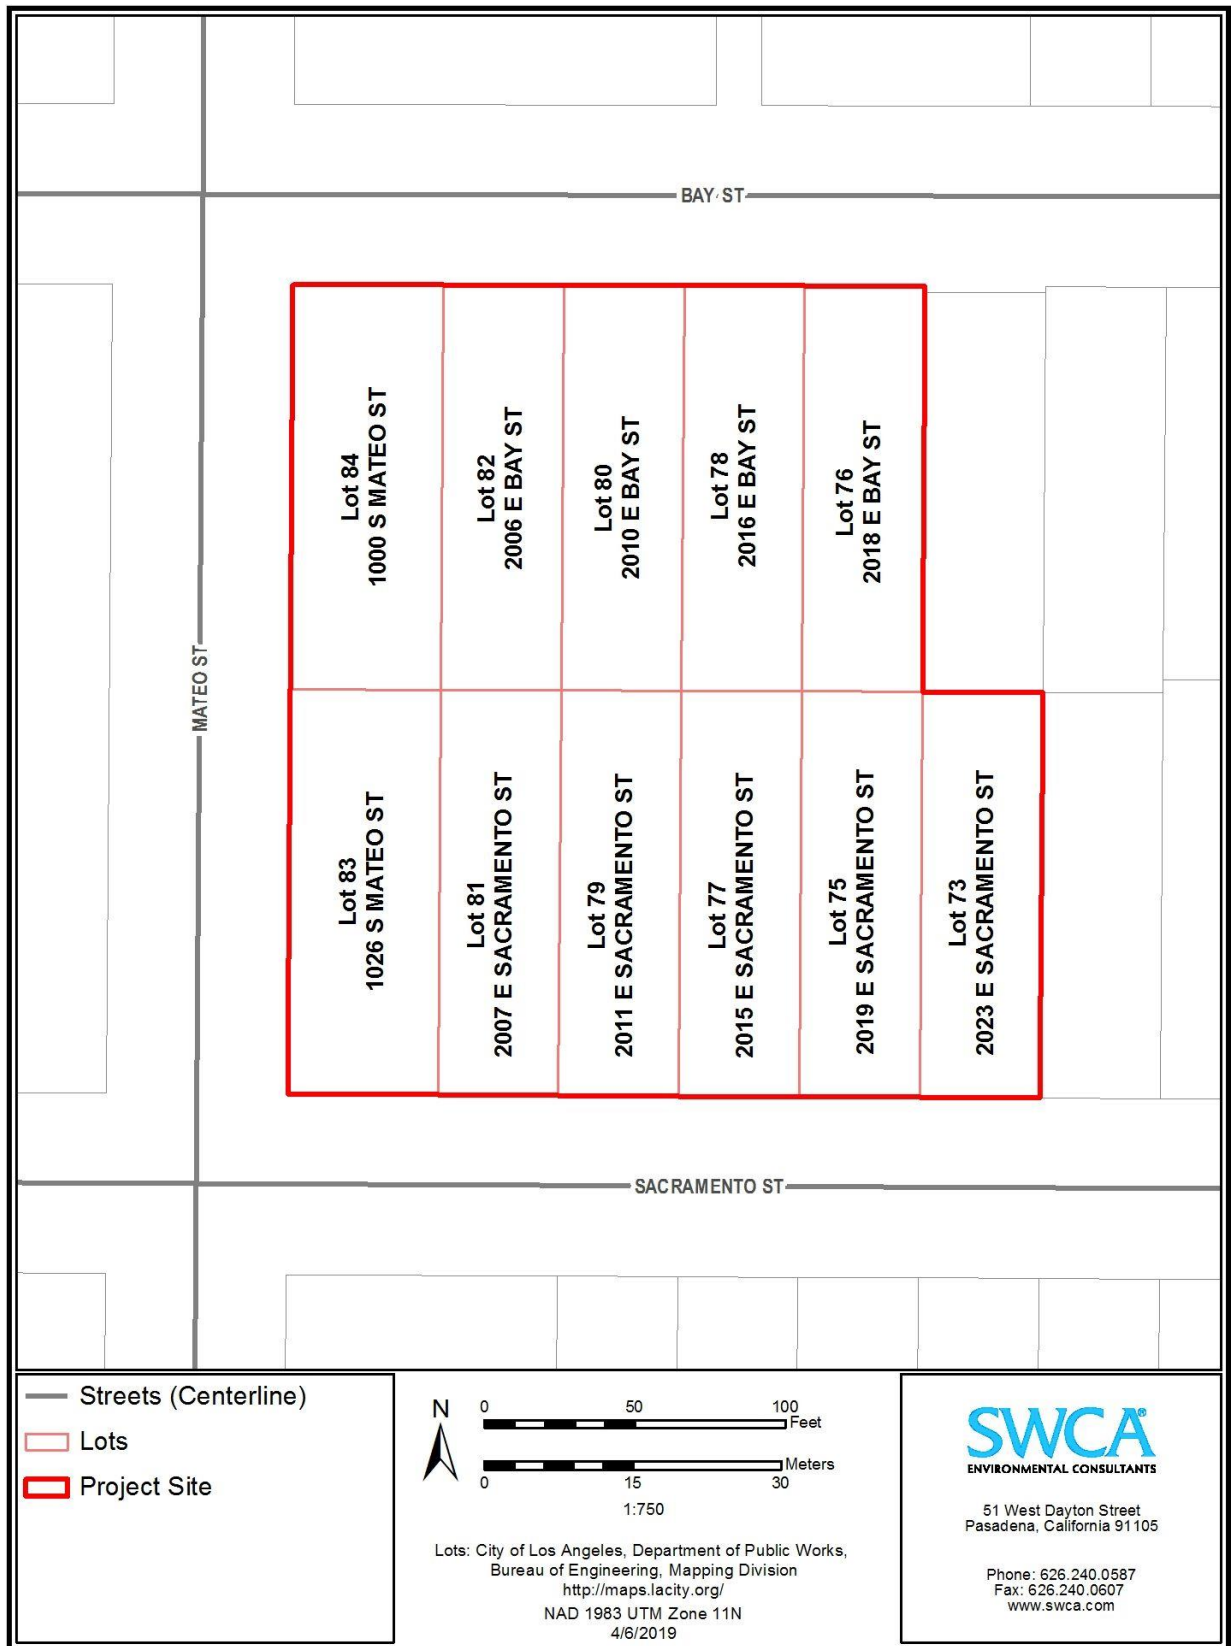 BAY ST
MATEO ST
Lot 84
1000 S MATEO ST
Lot 82
2006 E BAY ST
Lot 80
2010 E BAY ST
Lot 78
2016 E BAY ST
Lot 76
2018 E BAY ST
Lot 83
1026 S MATEO ST
Lot 81
2007 E SACRAMENTO ST
Lot 79
2011 E SACRAMENTO ST
Lot 77
2015 E SACRAMENTO ST
Lot 75
2019 E SACRAMENTO ST
Lot 73
2023 E SACRAMENTO ST
SACRAMENTO ST
Streets (Centerline)
Lots
Project Site
N
0 50 100
Feet
Meters
0 15 30
1:750
Lots: City of Los Angeles, Department of Public Works,
Bureau of Engineering, Mapping Division
http://maps.lacity.org/
NAD 1983 UTM Zone 11N
4/6/2019
SWCA®
ENVIRONMENTAL CONSULTANTS
51 West Dayton Street
Pasadena, California 91105
Phone: 626.240.0587
Fax: 626.240.0607
www.swca.com